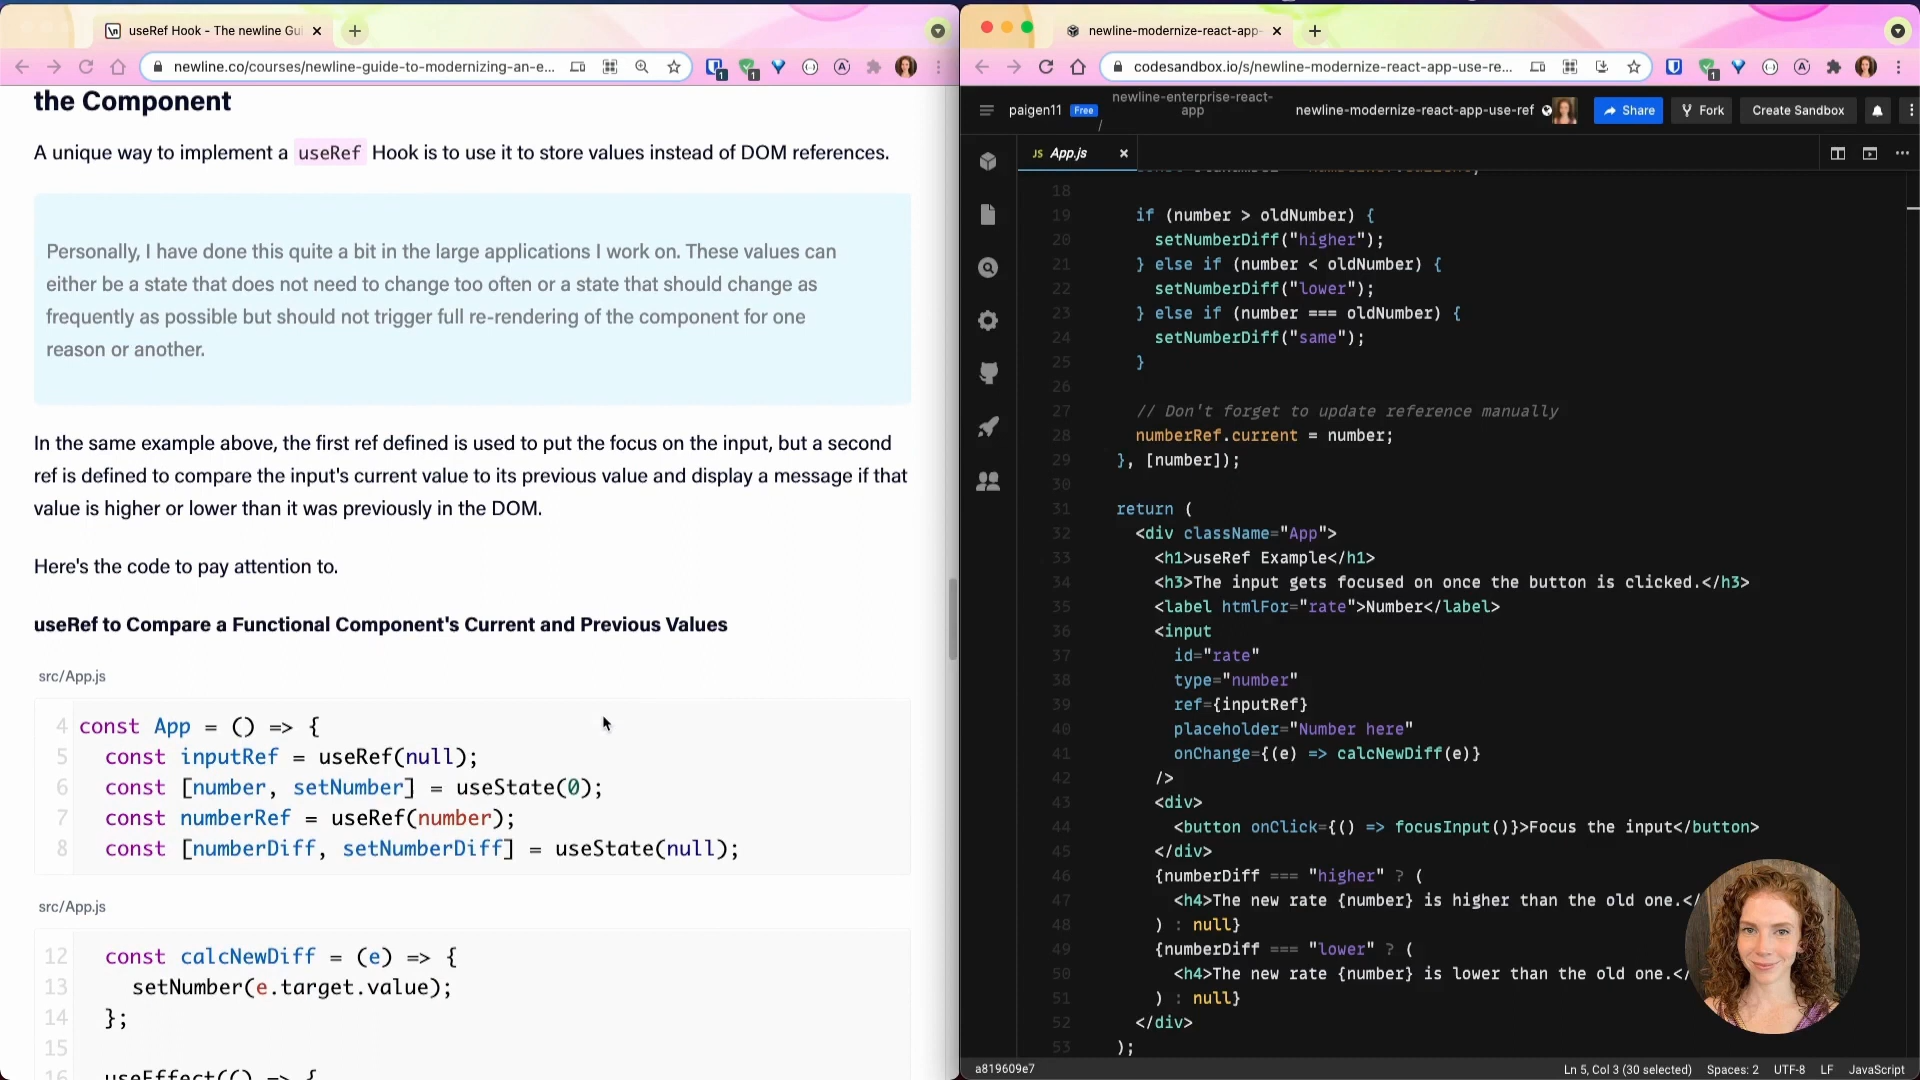 useRef Hook - The newline Gui
newline.co/courses/newline-guide-to-modernizing-an-e...
1
1
the Component
A unique way to implement a useRef Hook is to use it to store values instead of DOM references.
Personally, I have done this quite a bit in the large applications I work on. These values can
either be a state that does not need to change too often or a state that should change as
frequently as possible but should not trigger full re-rendering of the component for one
reason or another.
In the same example above, the first ref defined is used to put the focus on the input, but a second
ref is defined to compare the input's current value to its previous value and display a message if that
value is higher or lower than it was previously in the DOM.
Here's the code to pay attention to.
useRef to Compare a Functional Component's Current and Previous Values
src/App.js
4 const App = () => {
5 const inputRef = useRef(null);
6 const [number, setNumber] = useState(0);
7 const numberRef = useRef(number);
8 const [numberDiff, setNumberDiff] = useState(null);
src/App.js
12 const calcNewDiff = (e) => {
13 setNumber(e.target.value);
14 };
15
16 useEffect(() => {
newline-modernize-react-app-
codesandbox.io/s/newline-modernize-react-app-use-re...
1
paigen11 Free
newline-enterprise-react-
app
/
newline-modernize-react-app-use-ref
Share
Fork
Create Sandbox
JS App.js
18
19 if (number > oldNumber) {
20 setNumberDiff("higher");
21 } else if (number < oldNumber) {
22 setNumberDiff("lower");
23 } else if (number === oldNumber) {
24 setNumberDiff("same");
25 }
26
27 // Don't forget to update reference manually
28 numberRef.current = number;
29 }, [number]);
30
31 return (
32 <div className="App">
33 <h1>useRef Example</h1>
34 <h3>The input gets focused on once the button is clicked.</h3>
35 <label htmlFor="rate">Number</label>
36 <input
37 id="rate"
38 type="number"
39 ref={inputRef}
40 placeholder="Number here"
41 onChange={(e) => calcNewDiff(e)}
42 />
43 <div>
44 <button onClick={() => focusInput()}>Focus the input</button>
45 </div>
46 {numberDiff === "higher" ? (
47 <h4>The new rate {number} is higher than the old one.</
48 ) : null}
49 {numberDiff === "lower" ? (
50 <h4>The new rate {number} is lower than the old one.</
51 ) : null}
52 </div>
53 );
a819609e7
Ln 5, Col 3 (30 selected) Spaces: 2 UTF-8 LF JavaScript